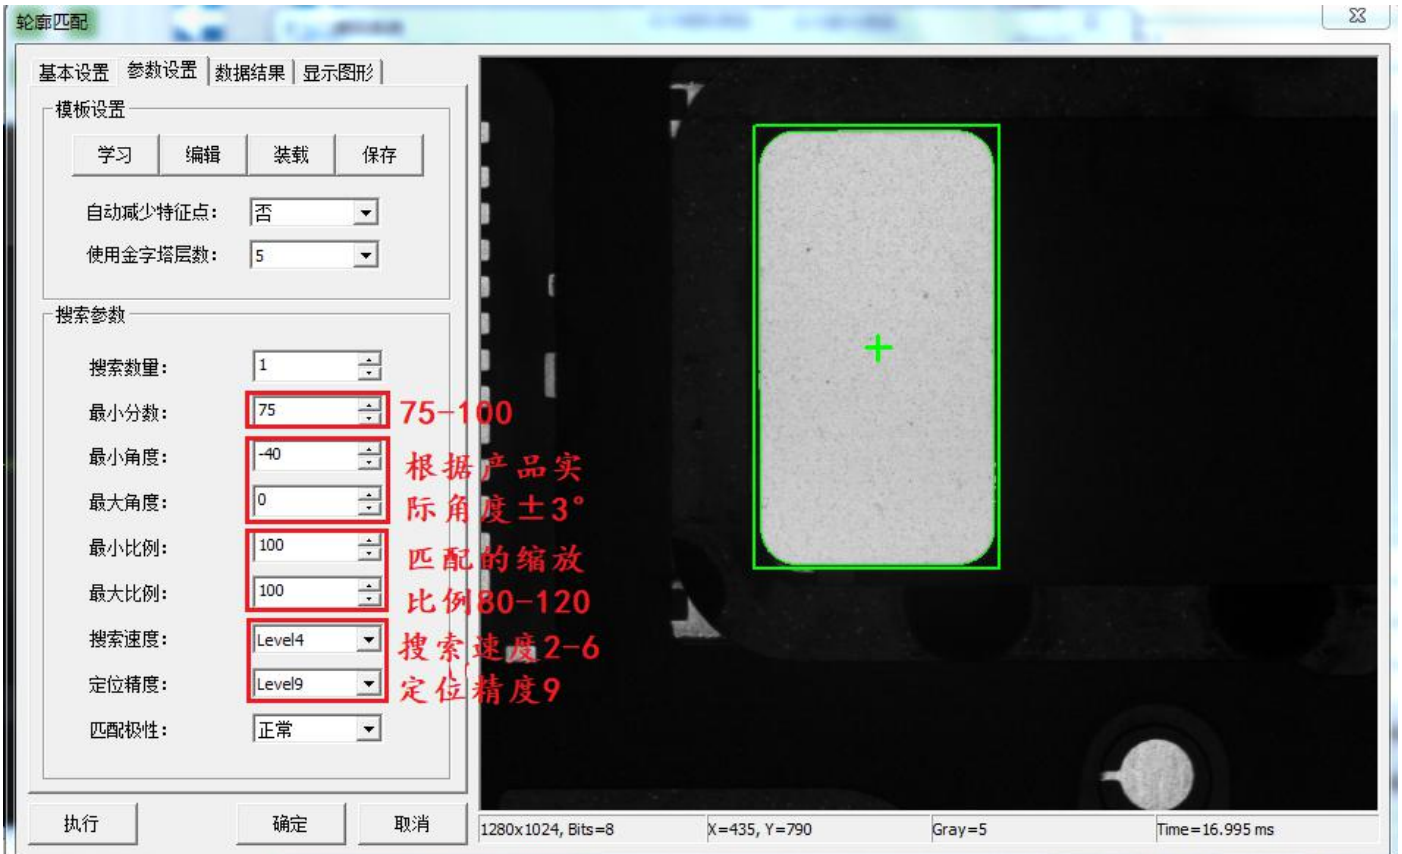 轮廓匹配
基本设置 参数设置 数据结果 显示图形
模板设置
学习 编辑 装载 保存
自动减少特征点： 否
使用金字塔层数： 5
搜索参数
搜索数量： 1
最小分数： 75 75-100
最小角度： -40 根据产品实
最大角度： 0 际角度±3°
最小比例： 100 匹配的缩放
最大比例： 100 比例80-120
搜索速度： Level4 搜索速度2-6
定位精度： Level9 定位精度9
匹配极性： 正常
执行 确定 取消
1280x1024, Bits=8 X=435, Y=790 Gray=5 Time=16.995 ms